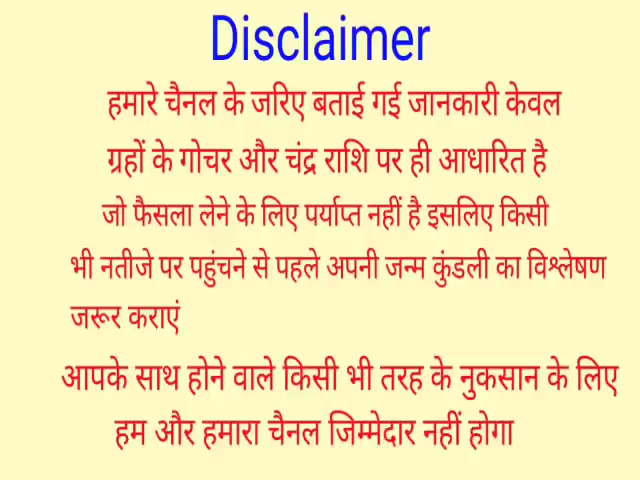 Disclaimer
हमारे चैनल के जरिए बताई गई जानकारी केवल
ग्रहों के गोचर और चंद्र राशि पर ही आधारित है
जो फैसला लेने के लिए पर्याप्त नहीं है इसलिए किसी
भी नतीजे पर पहुंचने से पहले अपनी जन्म कुंडली का विश्लेषण
जरूर कराएं
आपके साथ होने वाले किसी भी तरह के नुकसान के लिए
हम और हमारा चैनल जिम्मेदार नहीं होगा